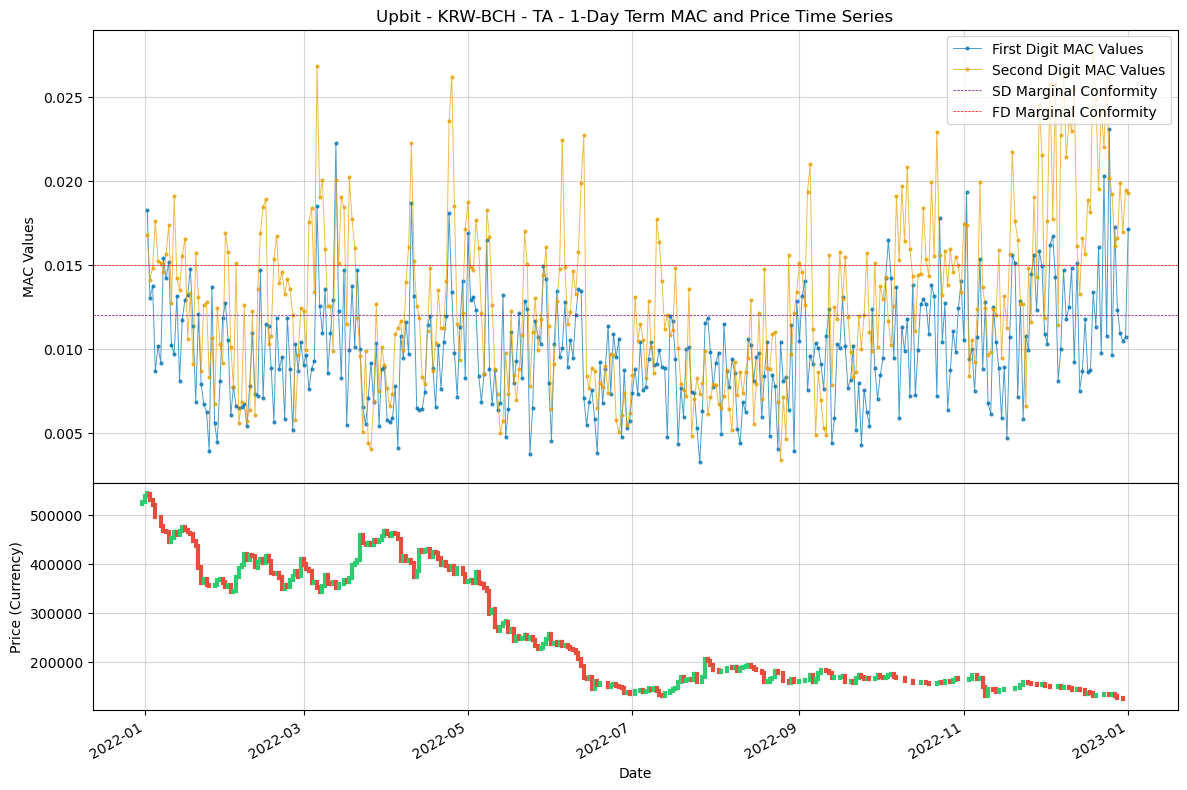 Upbit - KRW-BCH - TA - 1-Day Term MAC and Price Time Series
First Digit MAC Values
Second Digit MAC Values
SD Marginal Conformity
FD Marginal Conformity
MAC Values
0.025
0.020
0.015
0.010
0.005
Price (Currency)
500000
400000
300000
200000
2022-01
2022-03
2022-05
2022-07
2022-09
2022-11
2023-01
Date